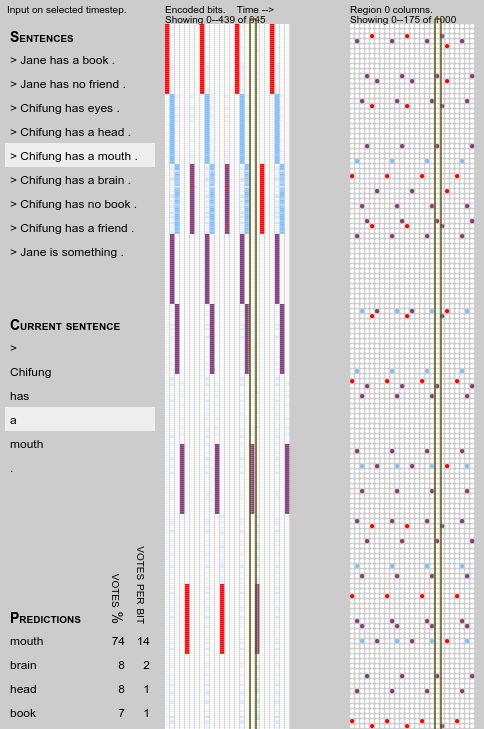 Input on selected timestep.
Encoded bits. Time -->
Showing 0--439 of 945
Region 0 columns.
Showing 0--175 of 1000
SENTENCES
> Jane has a book .
> Jane has no friend .
> Chifung has eyes .
> Chifung has a head .
> Chifung has a mouth .
> Chifung has a brain .
> Chifung has no book .
> Chifung has a friend .
> Jane is something .
CURRENT SENTENCE
>
Chifung
has
a
mouth
.
PREDICTIONS VOTES % VOTES PER BIT
mouth 74 14
brain 8 2
head 8 1
book 7 1